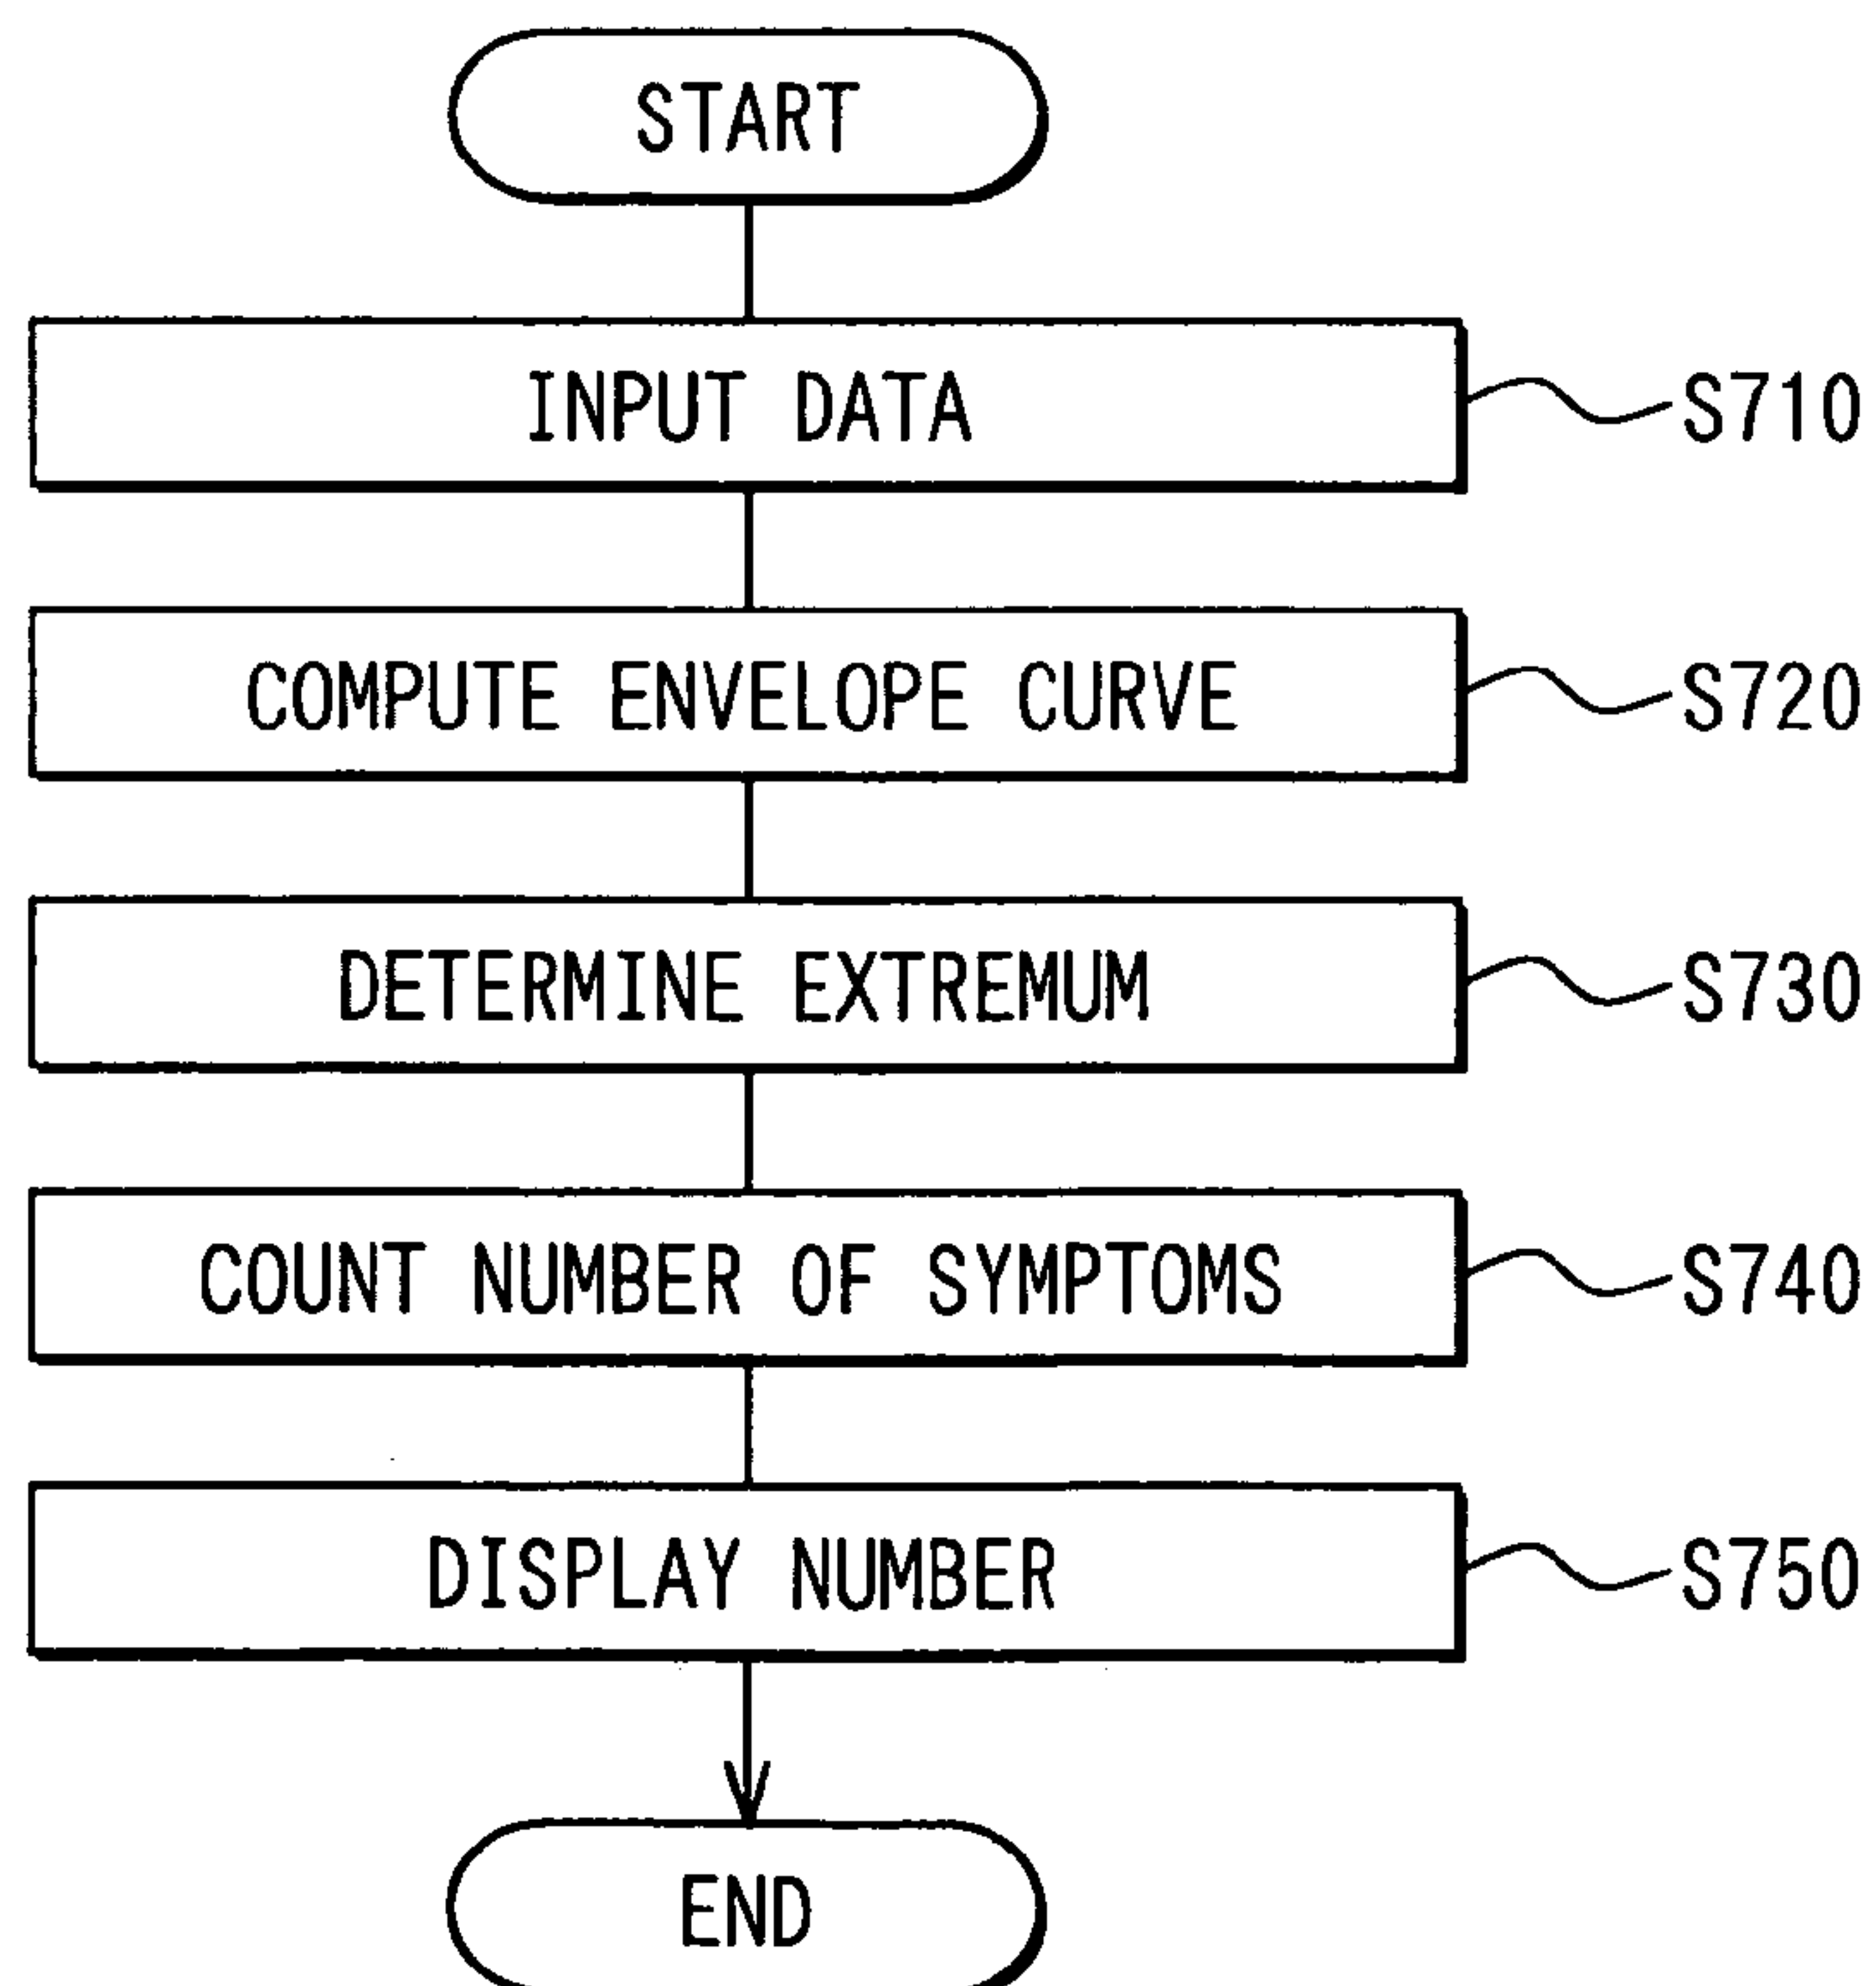 START
INPUT DATA S710
COMPUTE ENVELOPE CURVE S720
DETERMINE EXTREMUM S730
COUNT NUMBER OF SYMPTOMS S740
DISPLAY NUMBER S750
END